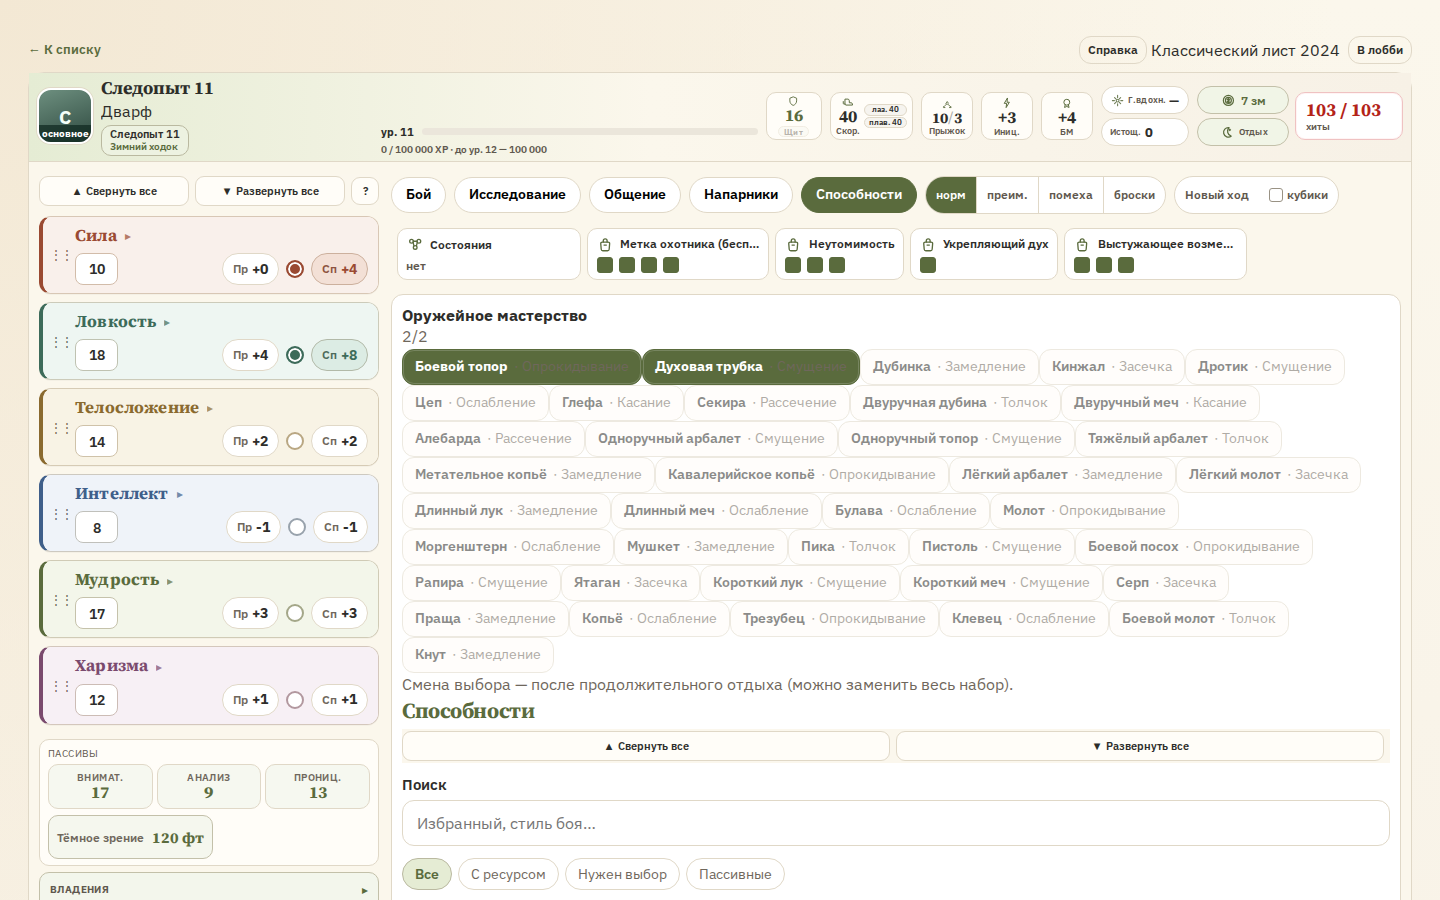 ← К списку
Справка Классический лист 2024 В лобби
С
основное
Следопыт 11
Дварф
Следопыт 11
Зимний ходок
ур. 11
0 / 100 000 XP · до ур. 12 — 100 000
16
Щит
40
Скор.
лаз. 40
плав. 40
10/3
Прыжок
+3
Иниц.
+4
БМ
Г.вдохн. —
Истощ. 0
7 зм
Отдых
103 / 103
хиты
▲ Свернуть все
▼ Развернуть все
?
Сила ▸
10
Пр +0
Сп +4
Ловкость ▸
18
Пр +4
Сп +8
Телосложение ▸
14
Пр +2
Сп +2
Интеллект ▸
8
Пр -1
Сп -1
Мудрость ▸
17
Пр +3
Сп +3
Харизма ▸
12
Пр +1
Сп +1
ПАССИВЫ
ВНИМАТ.
17
АНАЛИЗ
9
ПРОНИЦ.
13
Тёмное зрение 120 фт
ВЛАДЕНИЯ ▸
Бой Исследование Общение Напарники Способности
норм преим. помеха броски
Новый ход кубики
Состояния
нет
Метка охотника (бесп...
Неутомимость
Укрепляющий дух
Выстужающее возме...
Оружейное мастерство
2/2
Боевой топор · Опрокидывание Духовая трубка · Смущение Дубинка · Замедление Кинжал · Засечка Дротик · Смущение
Цеп · Ослабление Глефа · Касание Секира · Рассечение Двуручная дубина · Толчок Двуручный меч · Касание
Алебарда · Рассечение Одноручный арбалет · Смущение Одноручный топор · Смущение Тяжёлый арбалет · Толчок
Метательное копьё · Замедление Кавалерийское копьё · Опрокидывание Лёгкий арбалет · Замедление Лёгкий молот · Засечка
Длинный лук · Замедление Длинный меч · Ослабление Булава · Ослабление Молот · Опрокидывание
Моргенштерн · Ослабление Мушкет · Замедление Пика · Толчок Пистоль · Смущение Боевой посох · Опрокидывание
Рапира · Смущение Ятаган · Засечка Короткий лук · Смущение Короткий меч · Смущение Серп · Засечка
Праща · Замедление Копьё · Ослабление Трезубец · Опрокидывание Клевец · Ослабление Боевой молот · Толчок
Кнут · Замедление
Смена выбора — после продолжительного отдыха (можно заменить весь набор).
Способности
▲ Свернуть все
▼ Развернуть все
Поиск
Избранный, стиль боя...
Все С ресурсом Нужен выбор Пассивные